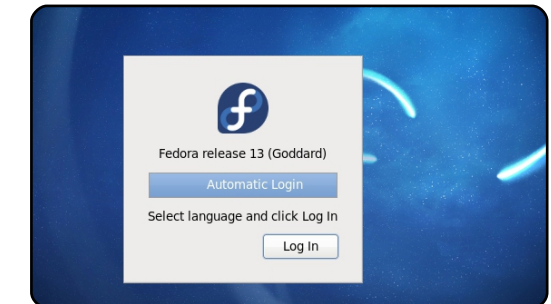 Fedora release 13 (Goddard)
Automatic Login
Select language and click Log In
Log In